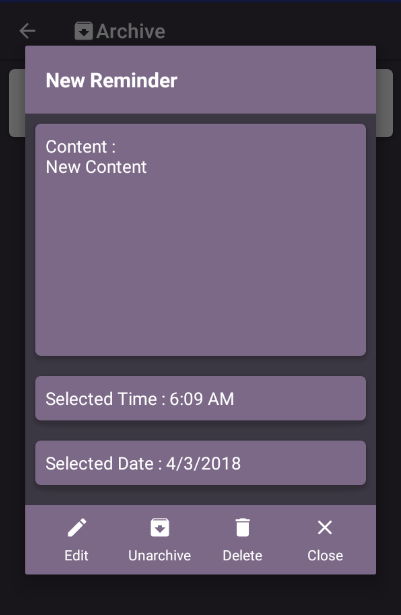 Archive
New Reminder
Content :
New Content
Selected Time : 6:09 AM
Selected Date : 4/3/2018
Edit
Unarchive
Delete
Close